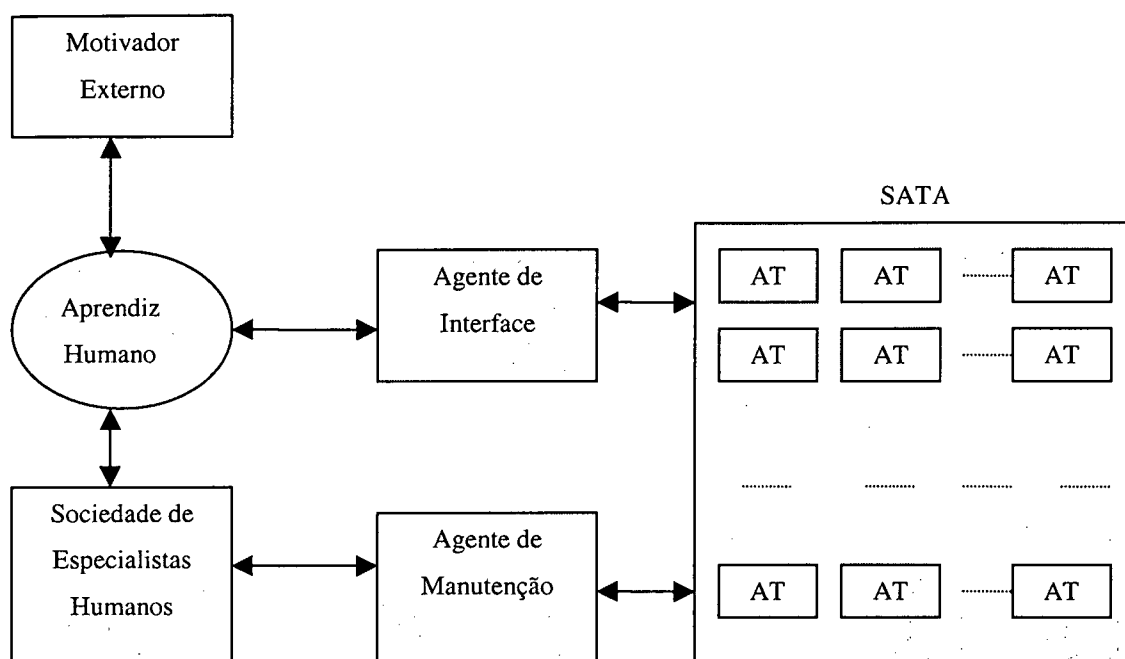 Motivador
Externo
SATA
Aprendiz
Humano
Agente de
Interface
AT AT AT
AT AT AT
Sociedade de
Especialistas
Humanos
Agente de
Manutenção
AT AT AT